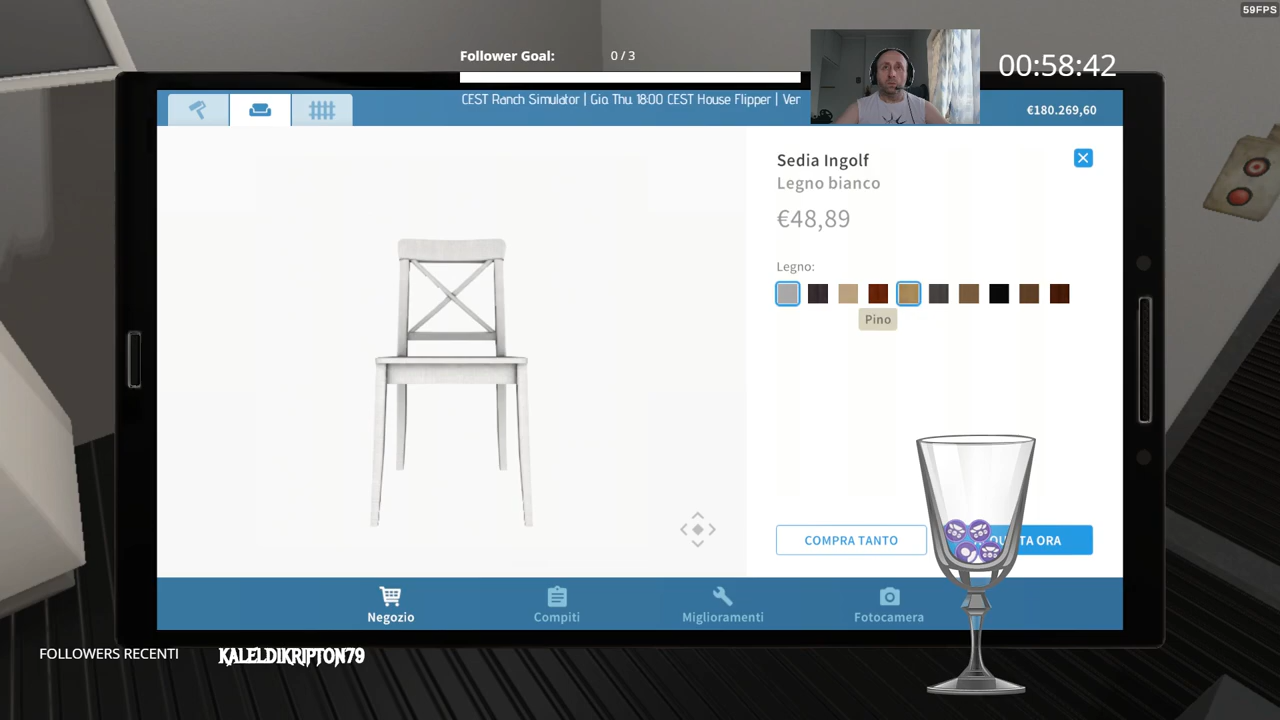 59FPS
Follower Goal:
0 / 3
00:58:42
CEST Ranch Simulator | Gio. Thu. 18:00 CEST House Flipper | Ven
€180.269,60
Sedia Ingolf
Legno bianco
€48,89
Legno:
Pino
COMPRA TANTO
ORA
Negozio
Compiti
Miglioramenti
Fotocamera
FOLLOWERS RECENTI
KALELDIKRIPTON79